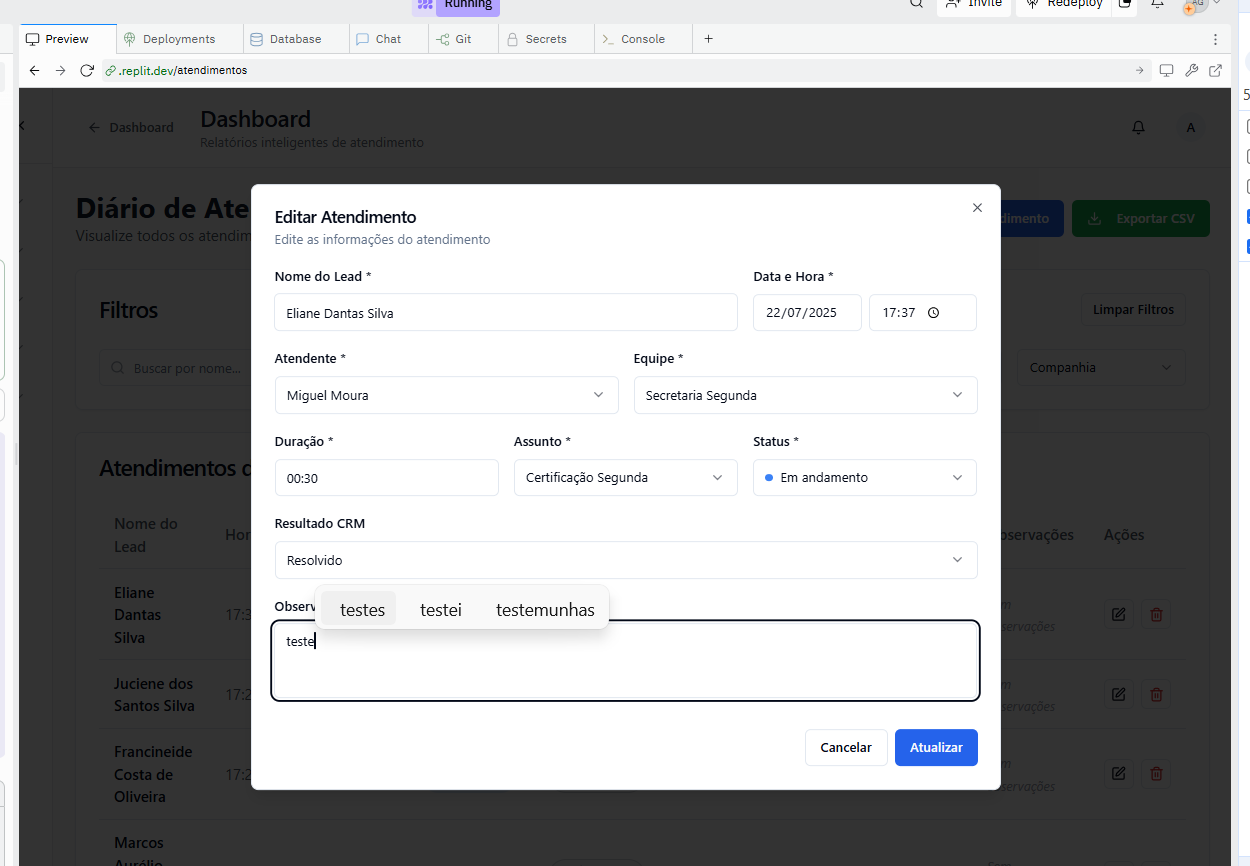 Running
Invite
Redeploy
AG
Preview
Deployments
Database
Chat
Git
Secrets
Console
.replit.dev/atendimentos
Dashboard
Dashboard
Relatórios inteligentes de atendimento
A
Diário de Ate
Visualize todos os atendim
dimento
Exportar CSV
Filtros
Limpar Filtros
Buscar por nome...
Companhia
Atendimentos d
Nome do
Lead
Hor
Ações
Eliane
Dantas
Silva
17:3
Juciene dos
Santos Silva
17:2
Francineide
Costa de
Oliveira
17:2
Marcos
Aurélio
Editar Atendimento
Edite as informações do atendimento
Nome do Lead *
Data e Hora *
Eliane Dantas Silva
22/07/2025
17:37
Atendente *
Equipe *
Miguel Moura
Secretaria Segunda
Duração *
Assunto *
Status *
00:30
Certificação Segunda
Em andamento
Resultado CRM
Resolvido
Observ
testes
testei
testemunhas
teste
Cancelar
Atualizar